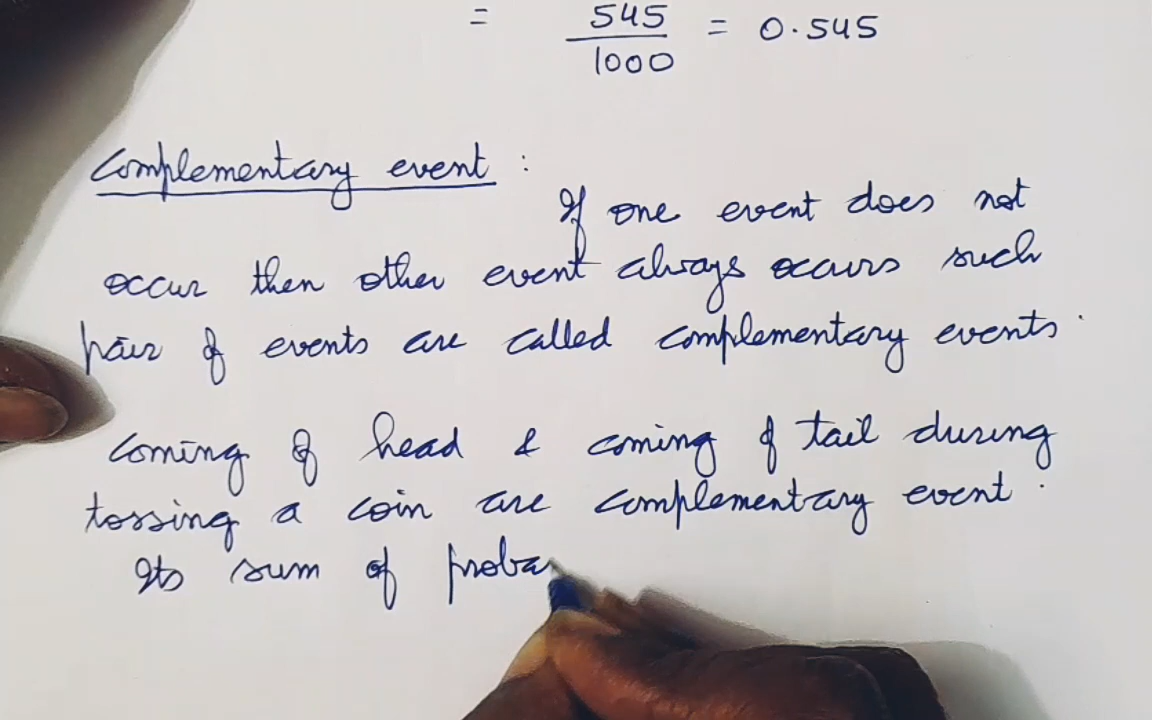 = 545/1000 = 0.545
Complementary event :
If one event does not
occur then other event always occurs such
pair of events are called complementary events.
Coming of head & coming of tail during
tossing a coin are complementary event.
Its sum of proba